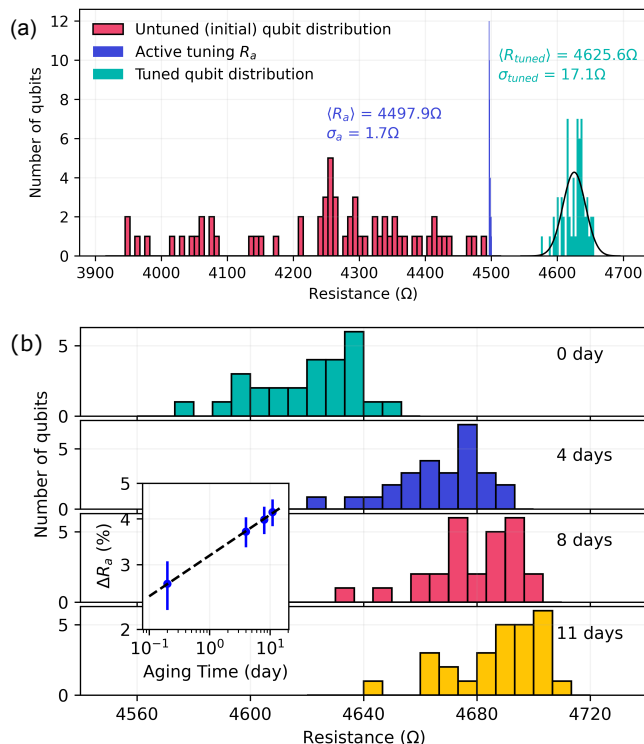 (a)
Untuned (initial) qubit distribution
Active tuning Rₐ
Tuned qubit distribution
⟨R_tuned⟩ = 4625.6Ω
σ_tuned = 17.1Ω
⟨Rₐ⟩ = 4497.9Ω
σₐ = 1.7Ω
Number of qubits
12
10
8
6
4
2
0
3900 4000 4100 4200 4300 4400 4500 4600 4700
Resistance (Ω)
(b)
5
0
0 day
5
0
4 days
5
0
8 days
5
0
11 days
Number of qubits
5
4
3
2
ΔRₐ (%)
10⁻¹ 10⁰ 10¹
Aging Time (day)
4560 4600 4640 4680 4720
Resistance (Ω)